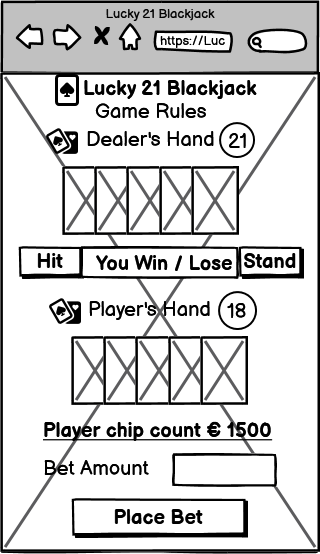 Lucky 21 Blackjack
https://Luc
Lucky 21 Blackjack
Game Rules
Dealer's Hand 21
Hit You Win / Lose Stand
Player's Hand 18
Player chip count € 1500
Bet Amount
Place Bet